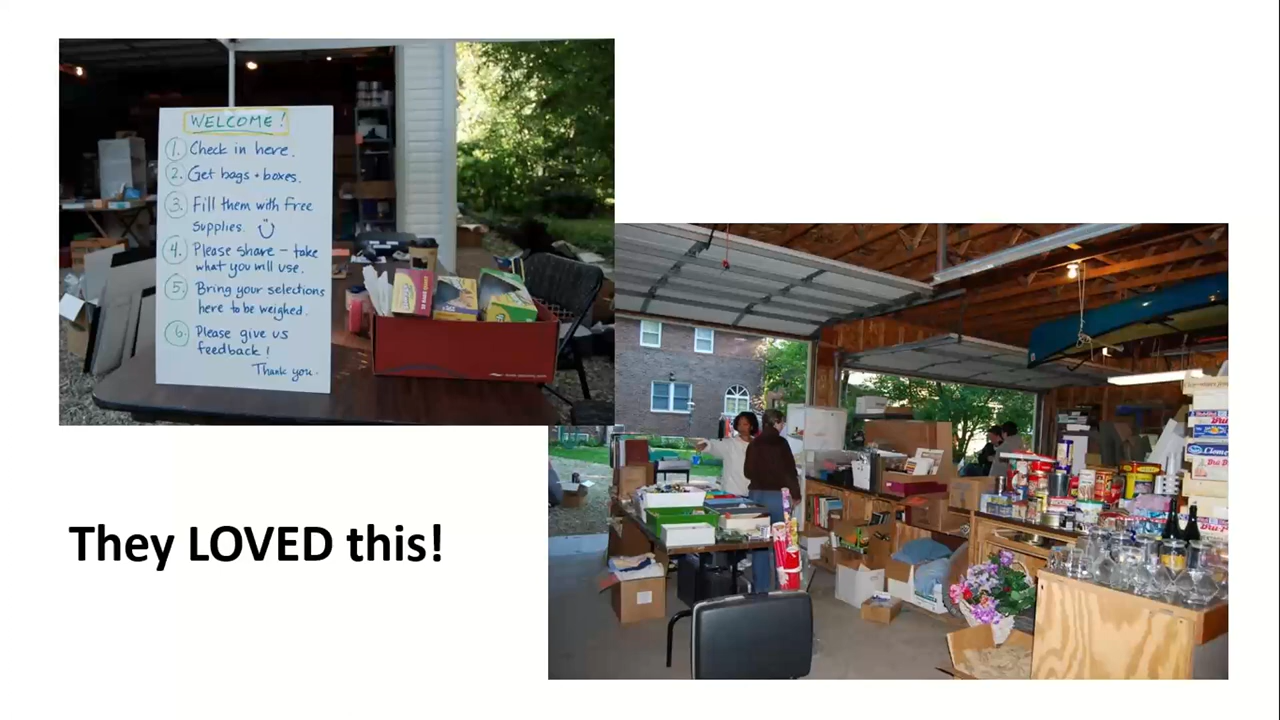 WELCOME!
1. Check in here.
2. Get bags + boxes.
3. Fill them with free
supplies.
4. Please share – take
what you will use.
5. Bring your selections
here to be weighed.
6. Please give us
feedback!
Thank you.
They LOVED this!